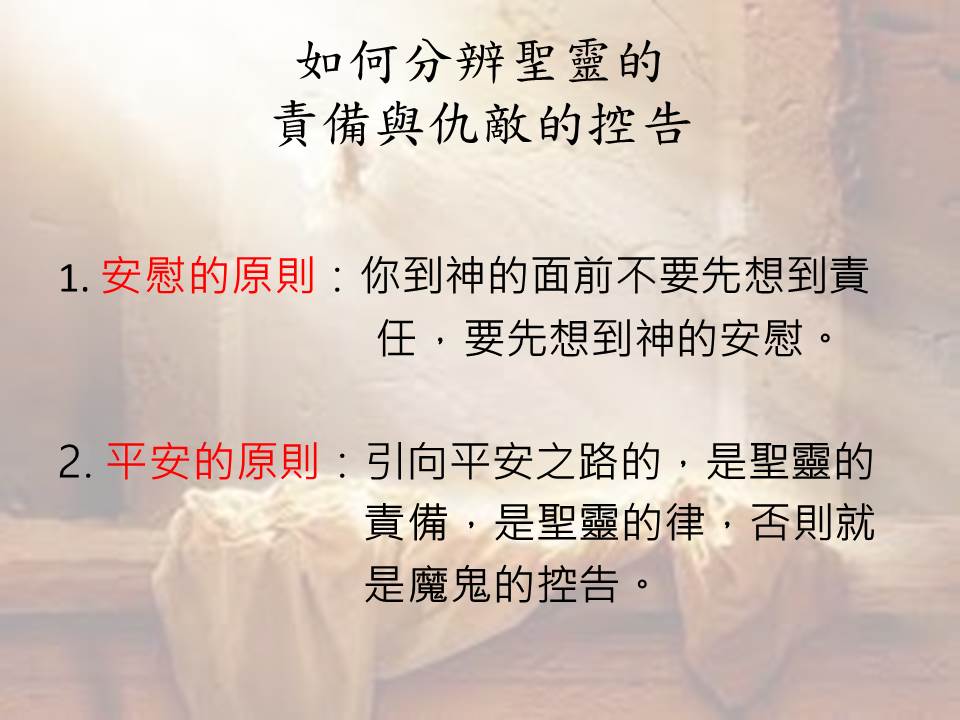 如何分辨聖靈的
責備與仇敵的控告
1. 安慰的原則：你到神的面前不要先想到責
任，要先想到神的安慰。
2. 平安的原則：引向平安之路的，是聖靈的
責備，是聖靈的律，否則就
是魔鬼的控告。